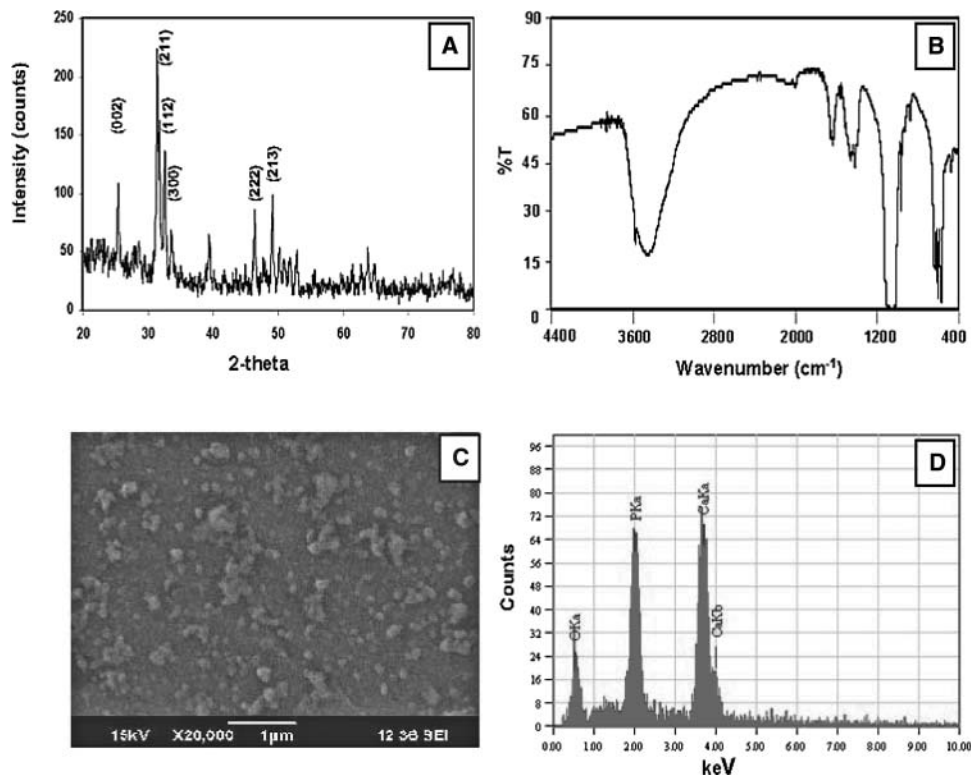 A
250
200
150
100
50
0
Intensity (counts)
(002)
(211)
(112)
(300)
(222)
(213)
20 30 40 50 60 70 80
2-theta
B
90
75
60
45
30
15
0
%T
4400 3600 2800 2000 1200 400
Wavenumber (cm-1)
C
15kV X20,000 1µm 12 36 SEI
D
96
88
80
72
64
56
48
40
32
24
16
8
0
Counts
OKa
PKa
CaKa
CaKb
0.00 1.00 2.00 3.00 4.00 5.00 6.00 7.00 8.00 9.00 10.00
keV